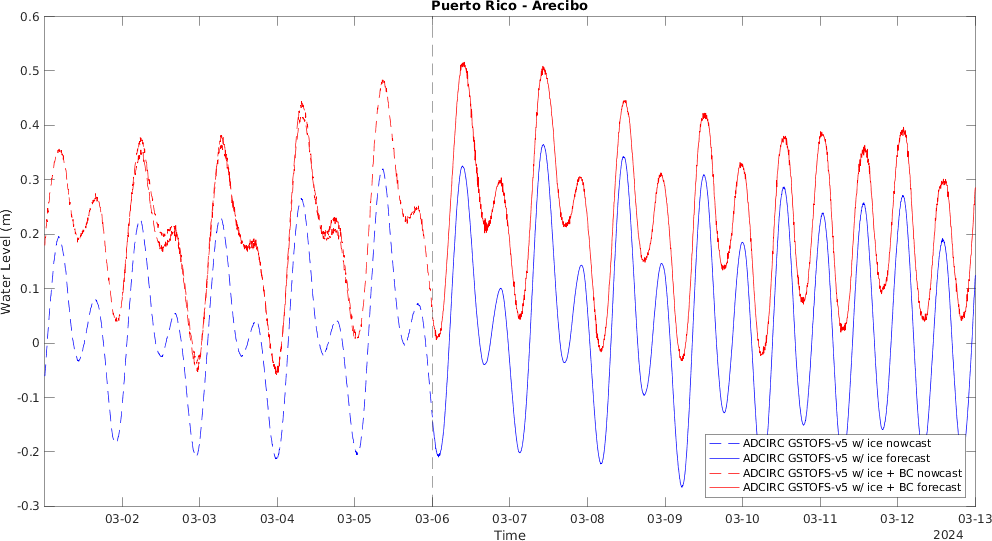 Puerto Rico - Arecibo
0.6
0.5
0.4
0.3
0.2
0.1
0
-0.1
-0.2
-0.3
Water Level (m)
ADCIRC GSTOFS-v5 w/ ice nowcast
ADCIRC GSTOFS-v5 w/ ice forecast
ADCIRC GSTOFS-v5 w/ ice + BC nowcast
ADCIRC GSTOFS-v5 w/ ice + BC forecast
03-02 03-03 03-04 03-05 03-06 03-07 03-08 03-09 03-10 03-11 03-12 03-13
Time
2024